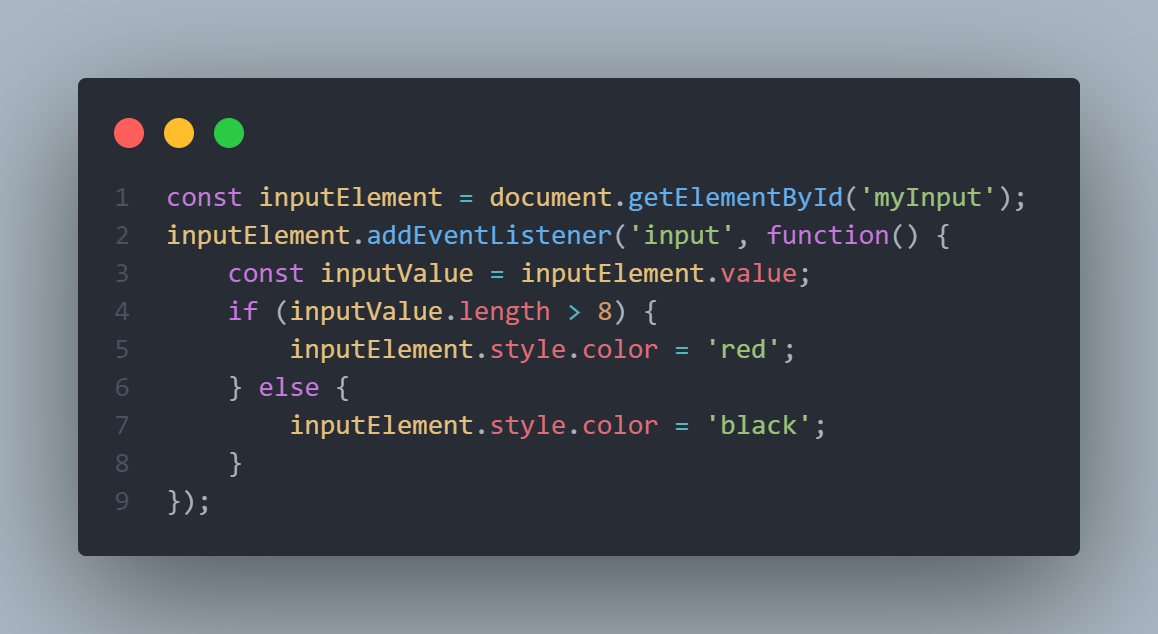 1 const inputElement = document.getElementById('myInput');
2 inputElement.addEventListener('input', function() {
3     const inputValue = inputElement.value;
4     if (inputValue.length > 8) {
5         inputElement.style.color = 'red';
6     } else {
7         inputElement.style.color = 'black';
8     }
9 });